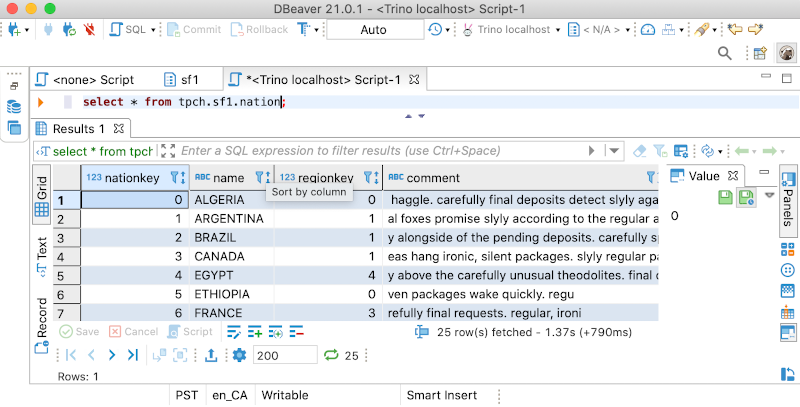 DBeaver 21.0.1 - <Trino localhost> Script-1
SQL Commit Rollback Auto Trino localhost < N/A >
<none> Script sf1 *<Trino localhost> Script-1
select * from tpch.sf1.nation;
Results 1
select * from tpch Enter a SQL expression to filter results (use Ctrl+Space)
Grid
Text
Record
123 nationkey ABC name 123 regionkey comment
Sort by column
1 0 ALGERIA 0 haggle. carefully final deposits detect slyly aga
2 1 ARGENTINA 1 al foxes promise slyly according to the regular a
3 2 BRAZIL 1 y alongside of the pending deposits. carefully sp
4 3 CANADA 1 eas hang ironic, silent packages. slyly regular pa
5 4 EGYPT 4 y above the carefully unusual theodolites. final d
6 5 ETHIOPIA 0 ven packages wake quickly. regu
7 6 FRANCE 3 refully final requests. regular, ironi
Value
0
Panels
Save Cancel Script 25 row(s) fetched - 1.37s (+790ms)
200 25
Rows: 1
PST en_CA Writable Smart Insert